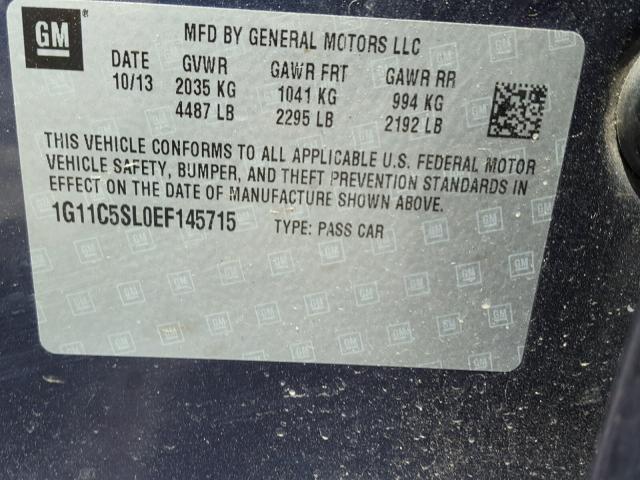 GM
MFD BY GENERAL MOTORS LLC
DATE GVWR GAWR FRT GAWR RR
10/13 2035 KG 1041 KG 994 KG
4487 LB 2295 LB 2192 LB
THIS VEHICLE CONFORMS TO ALL APPLICABLE U.S. FEDERAL MOTOR
VEHICLE SAFETY, BUMPER, AND THEFT PREVENTION STANDARDS IN
EFFECT ON THE DATE OF MANUFACTURE SHOWN ABOVE.
1G11C5SL0EF145715 TYPE: PASS CAR